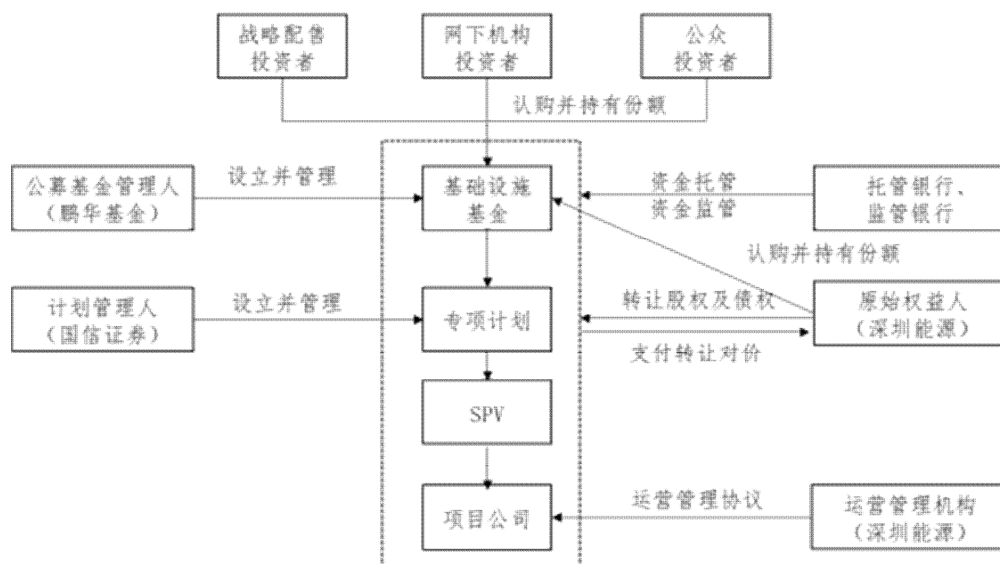 战略配售
投资者
网下机构
投资者
公众
投资者
认购并持有份额
公募基金管理人
（鹏华基金）
设立并管理
基础设施
基金
资金托管
资金监管
托管银行、
监管银行
认购并持有份额
计划管理人
（国信证券）
设立并管理
专项计划
转让股权及债权
支付转让对价
原始权益人
（深圳能源）
SPV
项目公司
运营管理协议
运营管理机构
（深圳能源）